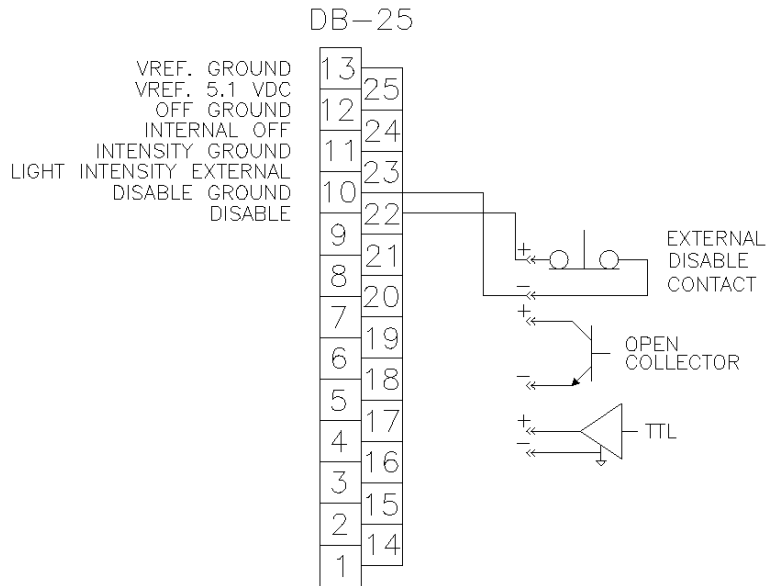 DB-25
VREF. GROUND
VREF. 5.1 VDC
OFF GROUND
INTERNAL OFF
INTENSITY GROUND
LIGHT INTENSITY EXTERNAL
DISABLE GROUND
DISABLE
13
25
12
24
11
23
10
22
9
21
8
20
7
19
6
18
5
17
4
16
3
15
2
14
1
+
−
EXTERNAL
DISABLE
CONTACT
+
−
OPEN
COLLECTOR
+
−
TTL